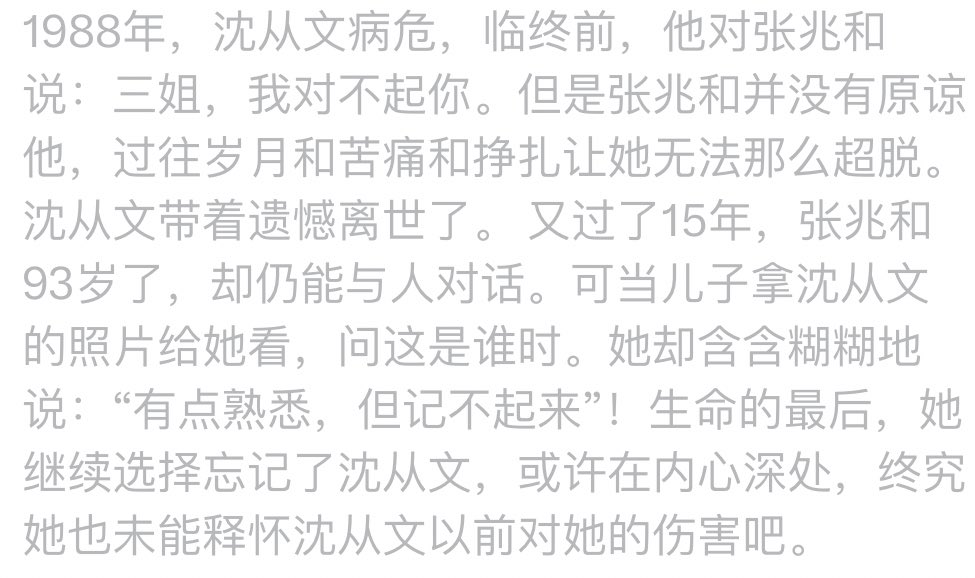 1988年，沈从文病危，临终前，他对张兆和
说：三姐，我对不起你。但是张兆和并没有原谅
他，过往岁月和苦痛和挣扎让她无法那么超脱。
沈从文带着遗憾离世了。 又过了15年，张兆和
93岁了，却仍能与人对话。可当儿子拿沈从文
的照片给她看，问这是谁时。她却含含糊糊地
说：“有点熟悉，但记不起来”！生命的最后，她
继续选择忘记了沈从文，或许在内心深处，终究
她也未能释怀沈从文以前对她的伤害吧。